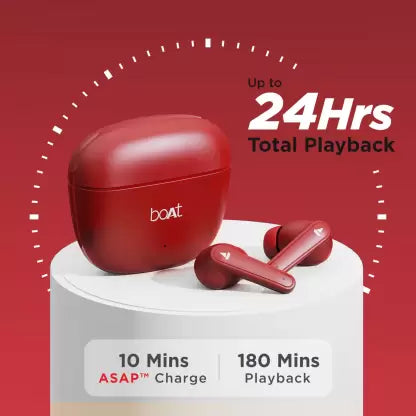 Up to
24Hrs
Total Playback
boAt
10 Mins
ASAP™ Charge
180 Mins
Playback